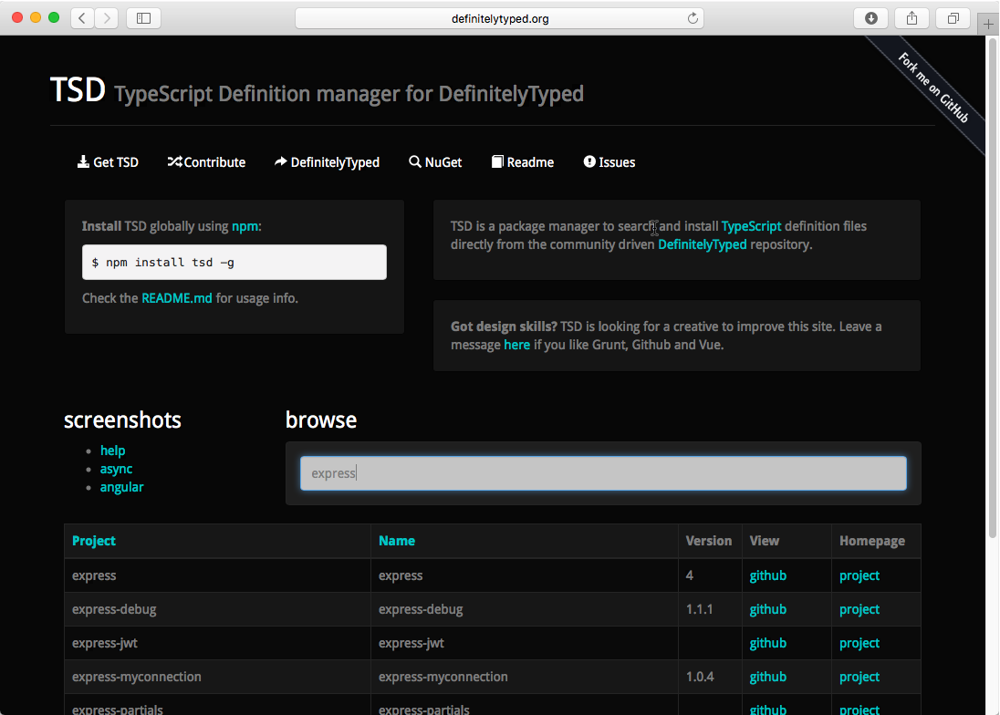 definitelytyped.org
Fork me on GitHub
TSD TypeScript Definition manager for DefinitelyTyped
Get TSD Contribute DefinitelyTyped NuGet Readme Issues
Install TSD globally using npm:
$ npm install tsd –g
Check the README.md for usage info.
TSD is a package manager to search and install TypeScript definition files
directly from the community driven DefinitelyTyped repository.
Got design skills? TSD is looking for a creative to improve this site. Leave a
message here if you like Grunt, Github and Vue.
screenshots
help
async
angular
browse
express
Project Name Version View Homepage
express express 4 github project
express-debug express-debug 1.1.1 github project
express-jwt express-jwt github project
express-myconnection express-myconnection 1.0.4 github project
express-partials express-partials github project